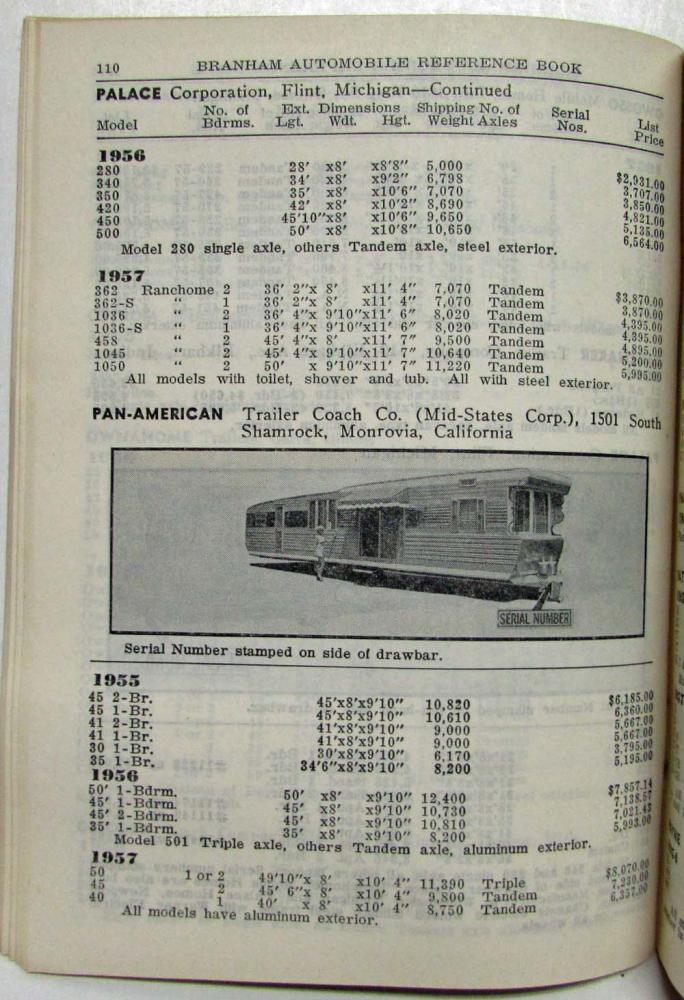 110 BRANHAM AUTOMOBILE REFERENCE BOOK
PALACE Corporation, Flint, Michigan—Continued
No. of Ext. Dimensions Shipping No. of Serial List
Model Bdrms. Lgt. Wdt. Hgt. Weight Axles Nos. Price
1956
280 28' x8' x8'8" 5,000 $2,931.00
340 34' x8' x9'2" 6,798 3,707.00
350 35' x8' x10'6" 7,070 3,850.00
420 42' x8' x10'2" 8,690 4,821.00
450 45'10"x8' x10'6" 9,650 5,135.00
500 50' x8' x10'8" 10,650 6,564.00
Model 280 single axle, others Tandem axle, steel exterior.
1957
362 Ranchome 2 36' 2"x 8' x11' 4" 7,070 Tandem $3,870.00
362-S " 1 36' 2"x 8' x11' 4" 7,070 Tandem 3,870.00
1036 " 2 36' 4"x 9'10"x11' 6" 8,020 Tandem 4,395.00
1036-S " 1 36' 4"x 9'10"x11' 6" 8,020 Tandem 4,395.00
458 " 2 45' 4"x 8' x11' 7" 9,500 Tandem 4,895.00
1045 " 2 45' 4"x 9'10"x11' 7" 10,640 Tandem 5,200.00
1050 " 2 50' x 9'10"x11' 7" 11,220 Tandem 5,995.00
All models with toilet, shower and tub. All with steel exterior.
PAN-AMERICAN Trailer Coach Co. (Mid-States Corp.), 1501 South
Shamrock, Monrovia, California
SERIAL NUMBER
Serial Number stamped on side of drawbar.
1955
45 2-Br. 45'x8'x9'10" 10,820 $6,185.00
45 1-Br. 45'x8'x9'10" 10,610 6,360.00
41 2-Br. 41'x8'x9'10" 9,000 5,667.00
41 1-Br. 41'x8'x9'10" 9,000 5,667.00
30 1-Br. 30'x8'x9'10" 6,170 3,795.00
35 1-Br. 34'6"x8'x9'10" 8,200 5,195.00
1956
50' 1-Bdrm. 50' x8' x9'10" 12,400 $7,857.14
45' 1-Bdrm. 45' x8' x9'10" 10,730 7,138.57
45' 2-Bdrm. 45' x8' x9'10" 10,810 7,021.43
35' 1-Bdrm. 35' x8' x9'10" 8,200 5,993.00
Model 501 Triple axle, others Tandem axle, aluminum exterior.
1957
50 1 or 2 49'10"x 8' x10' 4" 11,390 Triple $8,070.00
45 2 45' 6"x 8' x10' 4" 9,800 Tandem 7,230.00
40 1 40' x 8' x10' 4" 8,750 Tandem 6,357.00
All models have aluminum exterior.